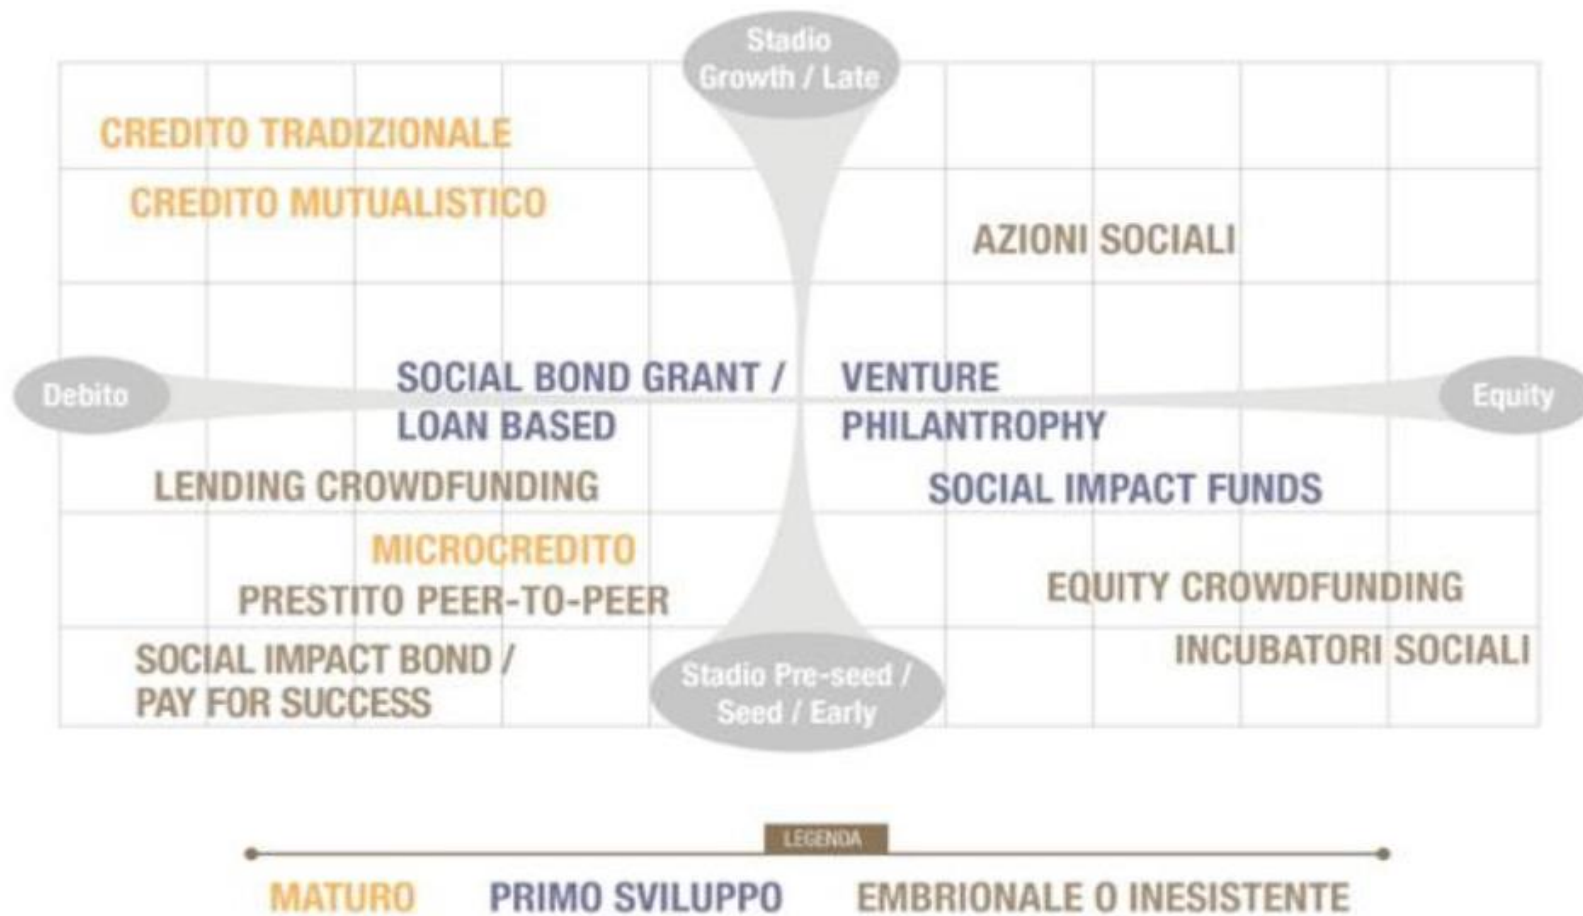 Stadio
Growth / Late
CREDITO TRADIZIONALE
CREDITO MUTUALISTICO
AZIONI SOCIALI
Debito
SOCIAL BOND GRANT /
LOAN BASED
VENTURE
PHILANTROPHY
Equity
LENDING CROWDFUNDING
SOCIAL IMPACT FUNDS
MICROCREDITO
PRESTITO PEER-TO-PEER
EQUITY CROWDFUNDING
SOCIAL IMPACT BOND /
PAY FOR SUCCESS
INCUBATORI SOCIALI
Stadio Pre-seed /
Seed / Early
LEGENDA
MATURO
PRIMO SVILUPPO
EMBRIONALE O INESISTENTE